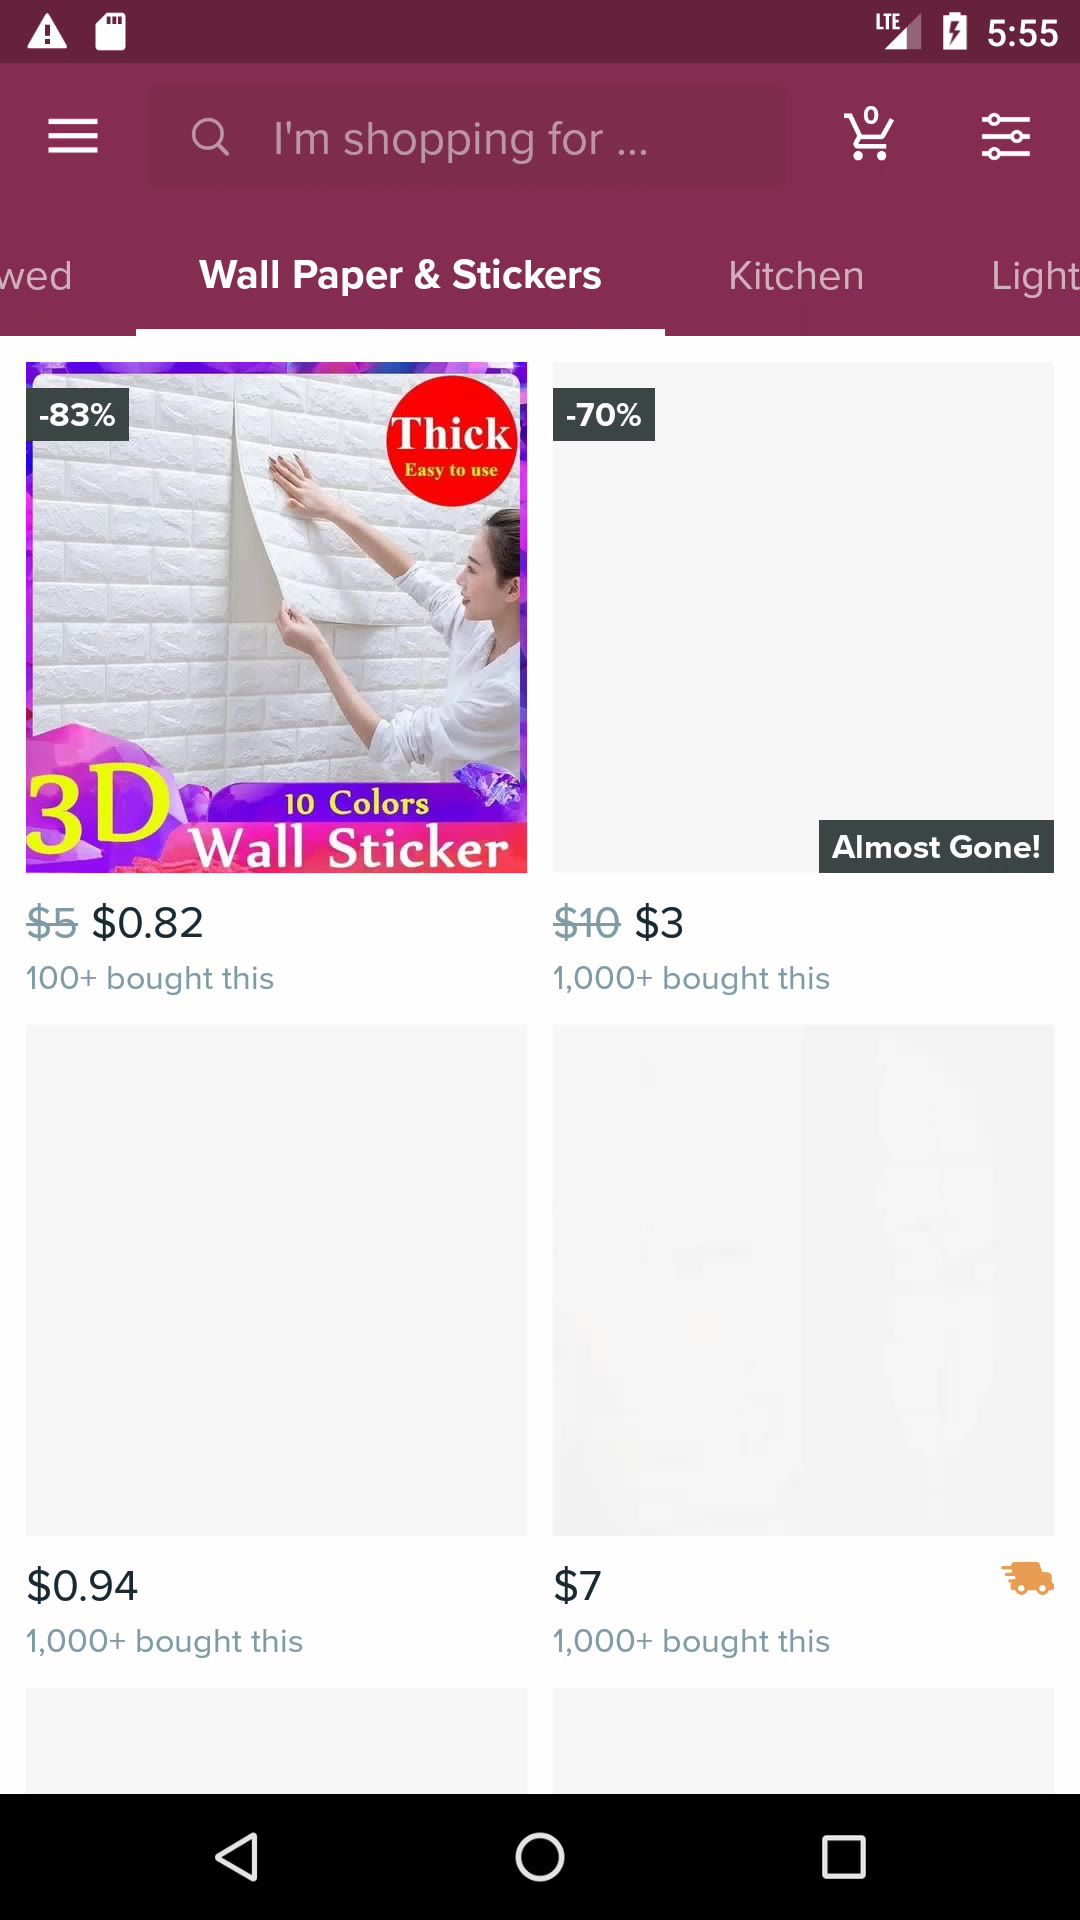 LTE 5:55
I'm shopping for ...
0
wed Wall Paper & Stickers Kitchen Light
-83%
Thick
Easy to use
3D
10 Colors
Wall Sticker
-70%
Almost Gone!
$5 $0.82
100+ bought this
$10 $3
1,000+ bought this
$0.94
1,000+ bought this
$7
1,000+ bought this